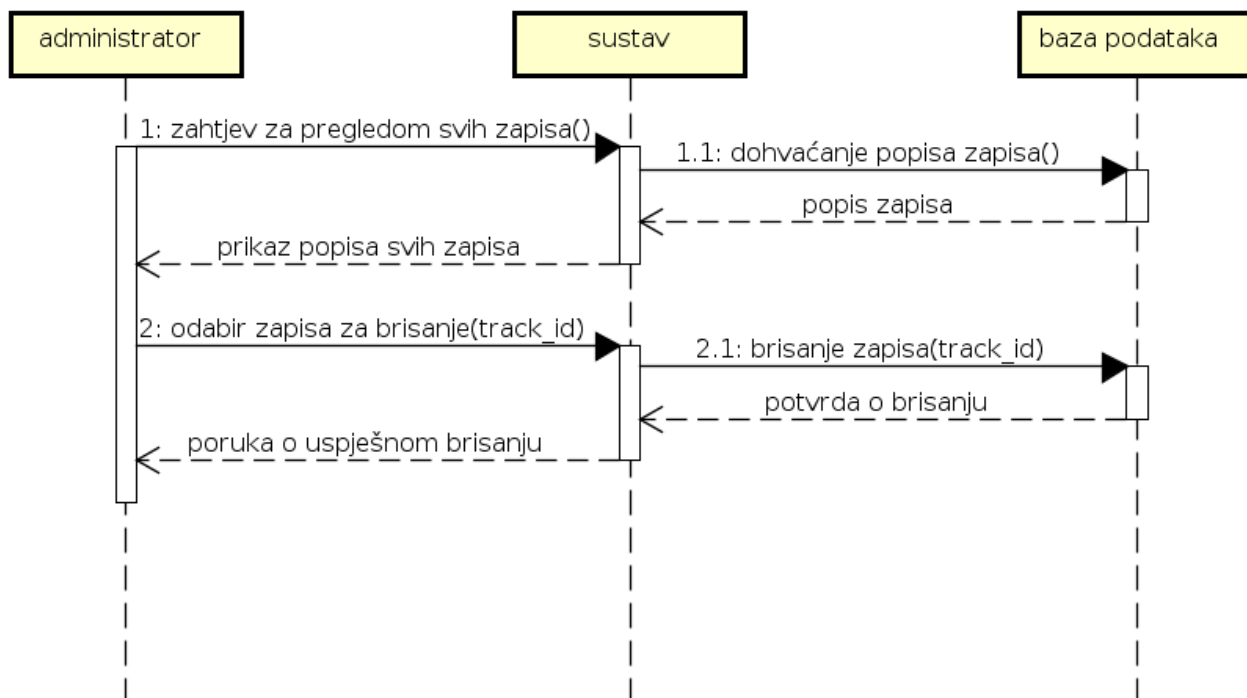 administrator
sustav
baza podataka
1: zahtjev za pregledom svih zapisa()
1.1: dohvaćanje popisa zapisa()
popis zapisa
prikaz popisa svih zapisa
2: odabir zapisa za brisanje(track_id)
2.1: brisanje zapisa(track_id)
potvrda o brisanju
poruka o uspješnom brisanju